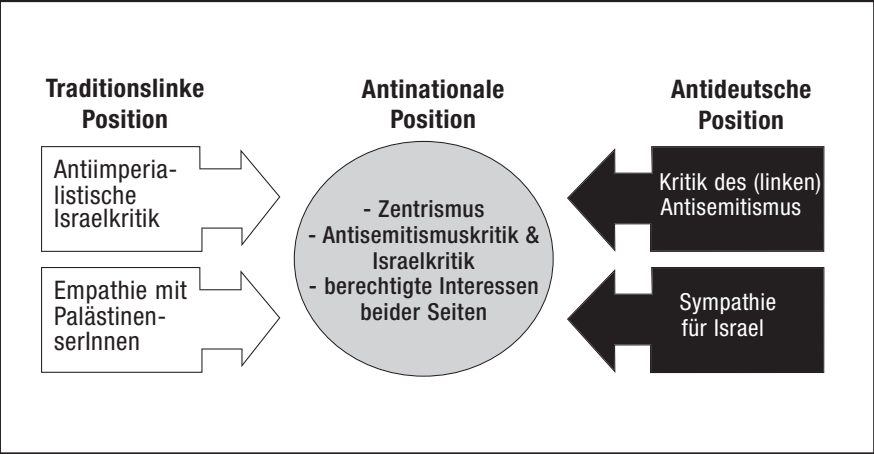 Traditionslinke
Position
Antiimperia-
listische
Israelkritik
Empathie mit
Palästinen-
serInnen
Antinationale
Position
- Zentrismus
- Antisemitismuskritik &
Israelkritik
- berechtigte Interessen
beider Seiten
Antideutsche
Position
Kritik des (linken)
Antisemitismus
Sympathie
für Israel